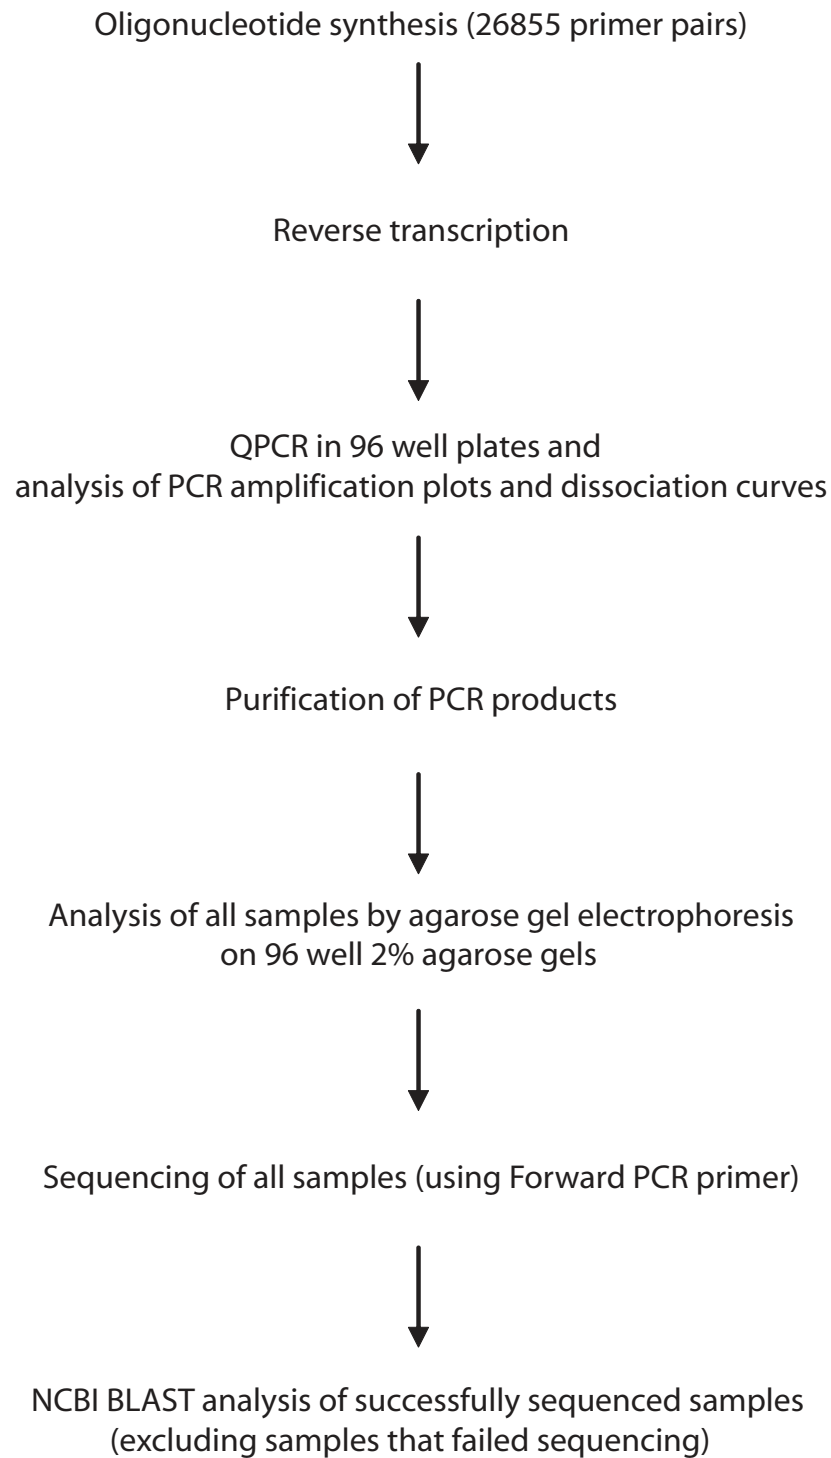 Oligonucleotide synthesis (26855 primer pairs)
Reverse transcription
QPCR in 96 well plates and
analysis of PCR amplification plots and dissociation curves
Purification of PCR products
Analysis of all samples by agarose gel electrophoresis
on 96 well 2% agarose gels
Sequencing of all samples (using Forward PCR primer)
NCBI BLAST analysis of successfully sequenced samples
(excluding samples that failed sequencing)